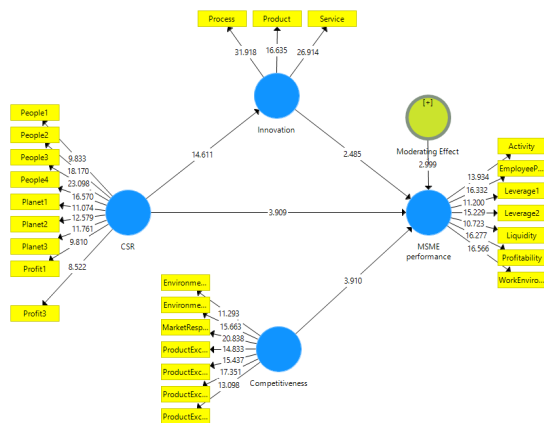 Process
Product
Service
31.918
16.635
26.914
Innovation
[+]
Moderating Effect
2.999
14.611
2.485
People1
People2
People3
People4
Planet1
Planet2
Planet3
Profit1
Profit3
9.833
18.170
23.098
16.570
11.074
12.579
11.761
9.810
8.522
CSR
3.909
Activity
EmployeeP...
Leverage1
Leverage2
Liquidity
Profitability
WorkEnviro...
13.934
16.332
11.200
15.229
10.723
16.277
16.566
MSME
performance
3.910
Environme...
Environme...
MarketResp...
ProductExc...
ProductExc...
ProductExc...
ProductExc...
11.293
15.663
20.838
14.833
15.437
17.351
13.098
Competitiveness